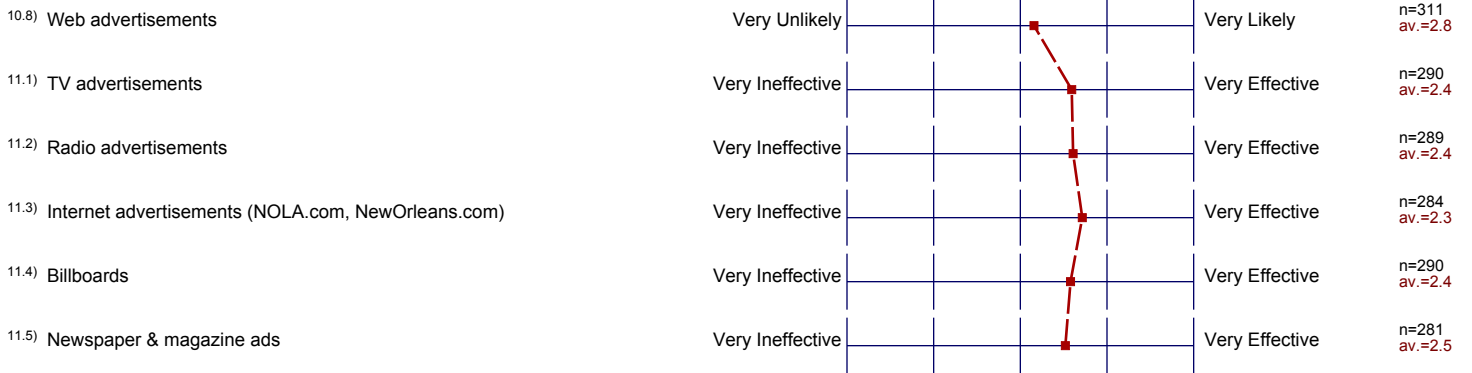 10.8) Web advertisements Very Unlikely Very Likely n=311 av.=2.8
11.1) TV advertisements Very Ineffective Very Effective n=290 av.=2.4
11.2) Radio advertisements Very Ineffective Very Effective n=289 av.=2.4
11.3) Internet advertisements (NOLA.com, NewOrleans.com) Very Ineffective Very Effective n=284 av.=2.3
11.4) Billboards Very Ineffective Very Effective n=290 av.=2.4
11.5) Newspaper & magazine ads Very Ineffective Very Effective n=281 av.=2.5